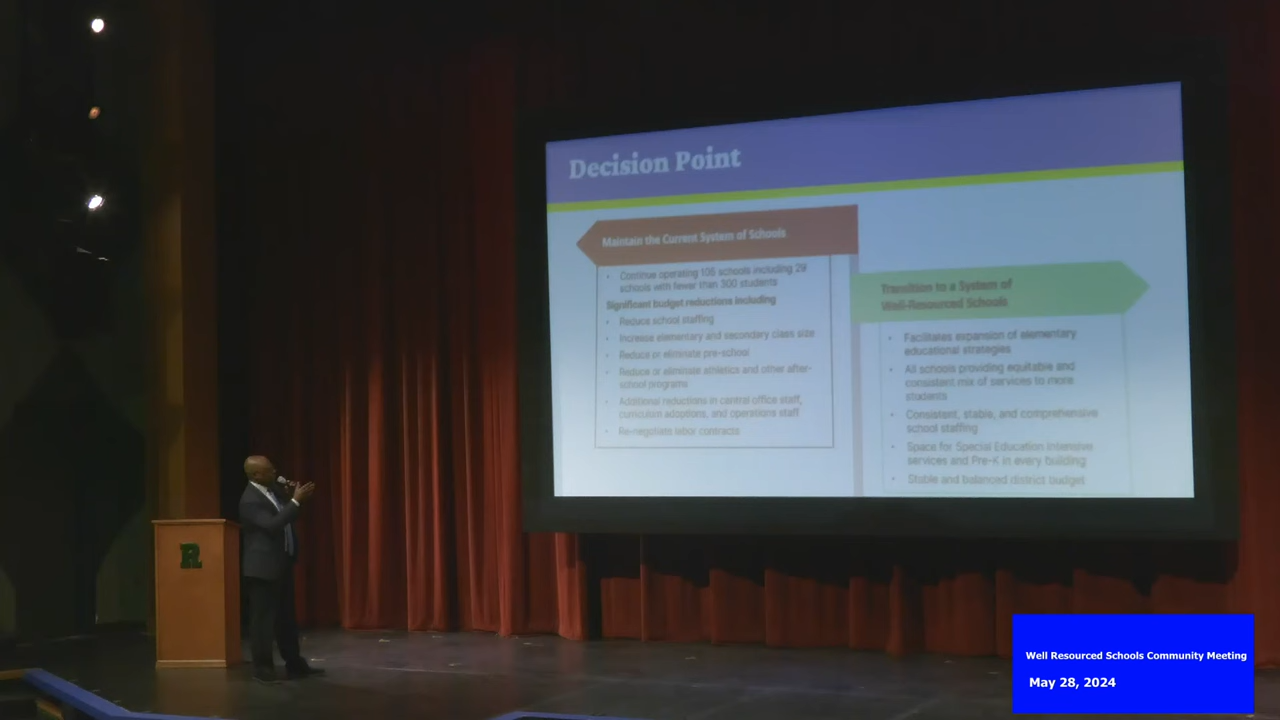 Decision Point
Maintain the Current System of Schools
• Continue operating 105 schools including 29
schools with fewer than 300 students
Significant budget reductions including
• Reduce school staffing
• Increase elementary and secondary class size
• Reduce or eliminate pre-school
• Reduce or eliminate athletics and other after-
school programs
• Additional reductions in central office staff,
curriculum adoptions, and operations staff
• Re-negotiate labor contracts
Transition to a System of
Well-Resourced Schools
• Facilitates expansion of elementary
educational strategies
• All schools providing equitable and
consistent mix of services to more
students
• Consistent, stable, and comprehensive
school staffing
• Space for Special Education intensive
services and Pre-K in every building
• Stable and balanced district budget
R
Well Resourced Schools Community Meeting
May 28, 2024